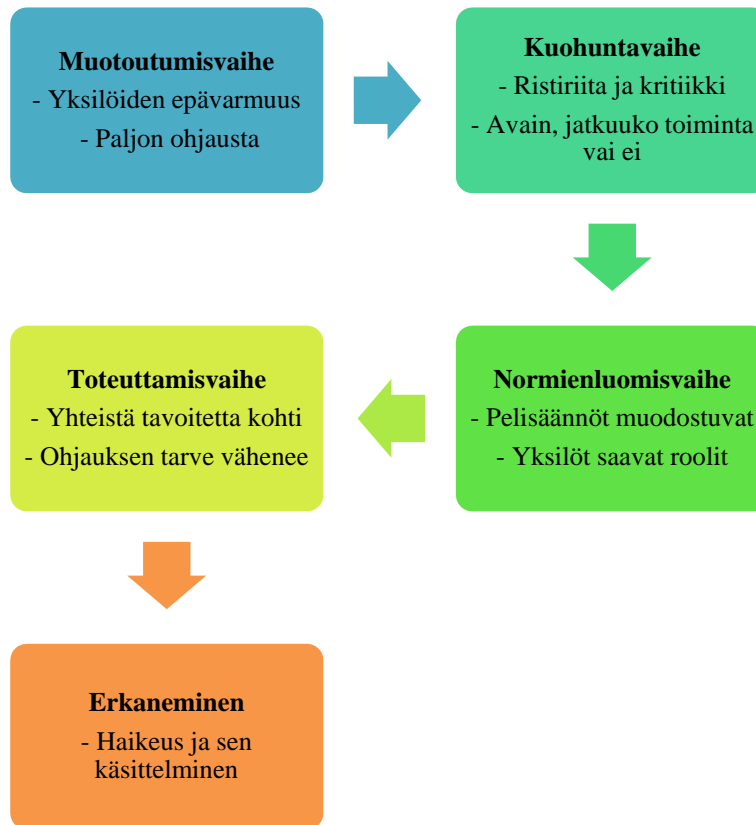 Muotoutumisvaihe
- Yksilöiden epävarmuus
- Paljon ohjausta
Kuohuntavaihe
- Ristiriita ja kritiikki
- Avain, jatkuuko toiminta
vai ei
Normienluomisvaihe
- Pelisäännöt muodostuvat
- Yksilöt saavat roolit
Toteuttamisvaihe
- Yhteistä tavoitetta kohti
- Ohjauksen tarve vähenee
Erkaneminen
- Haikeus ja sen
käsittelminen